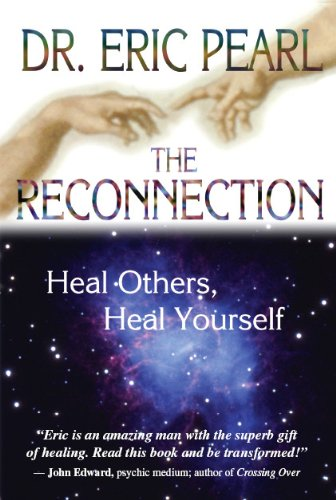 DR. ERIC PEARL
THE
RECONNECTION
Heal Others,
Heal Yourself
“Eric is an amazing man with the superb gift
of healing. Read this book and be transformed!”
— John Edward, psychic medium; author of Crossing Over